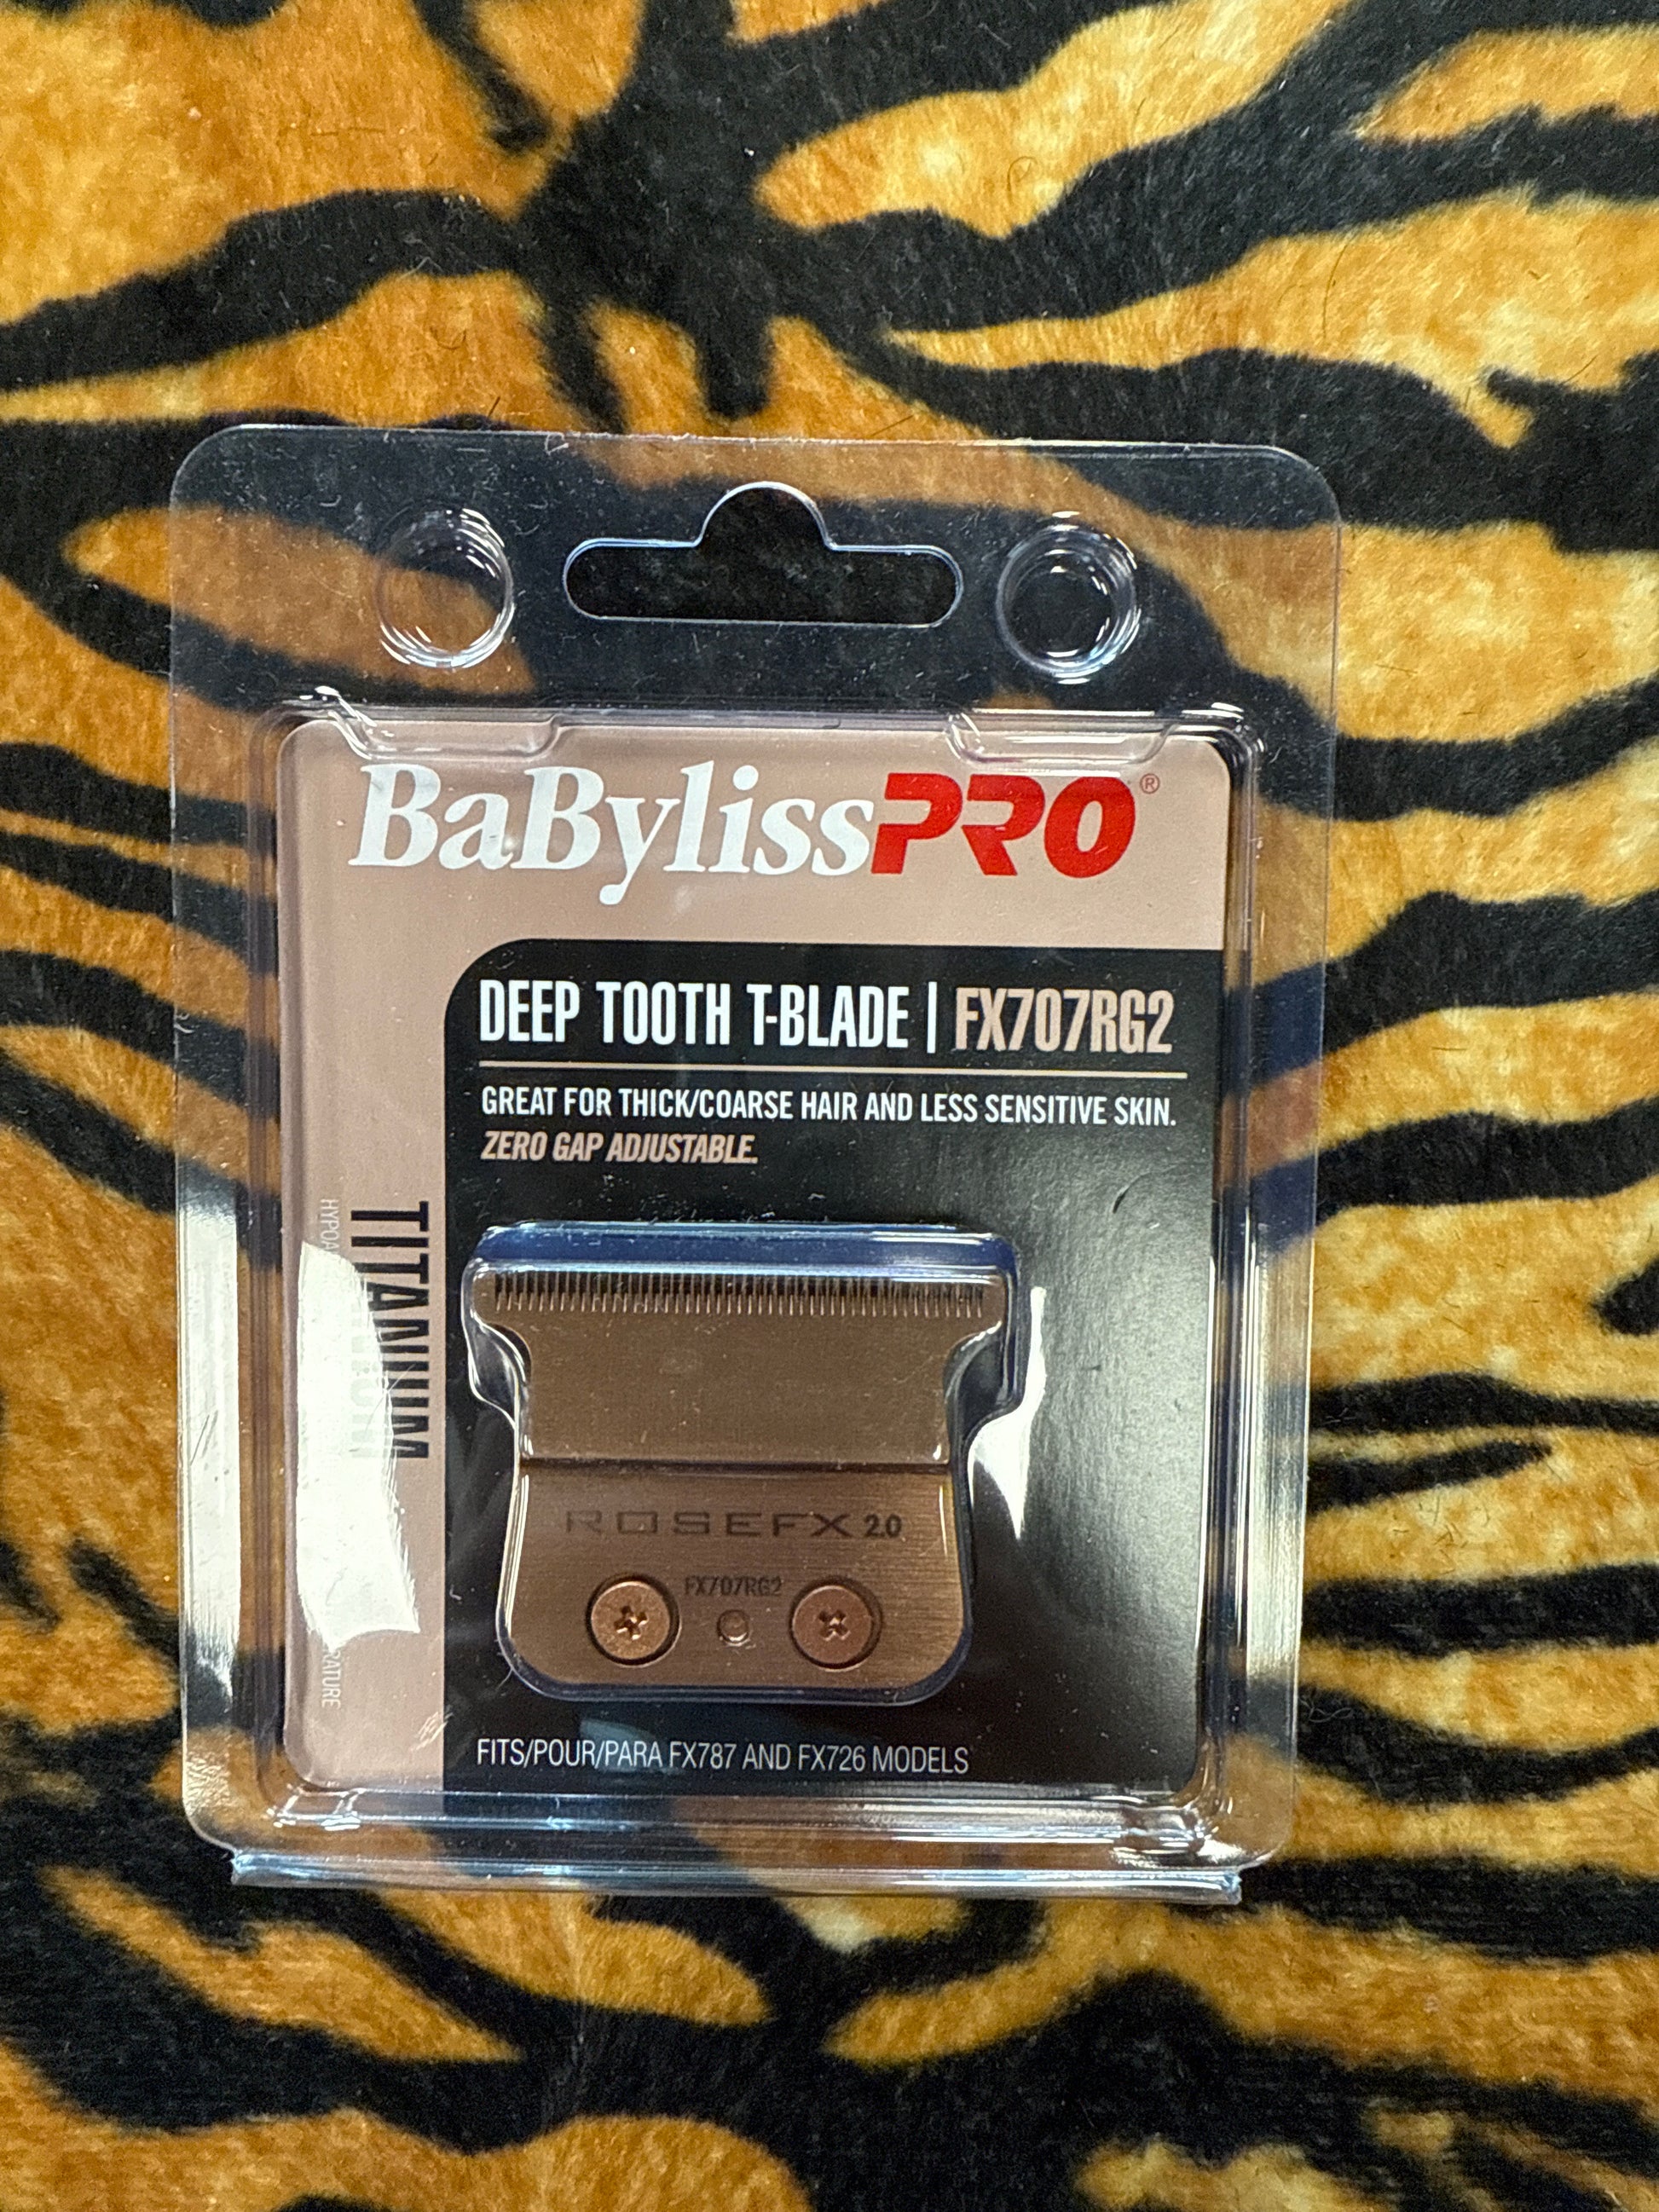 BaBylissPRO®
DEEP TOOTH T-BLADE | FX707RG2
GREAT FOR THICK/COARSE HAIR AND LESS SENSITIVE SKIN.
ZERO GAP ADJUSTABLE.
TITANIUM
ROSEFX 2.0
FX707RG2
FITS/POUR/PARA FX787 AND FX726 MODELS